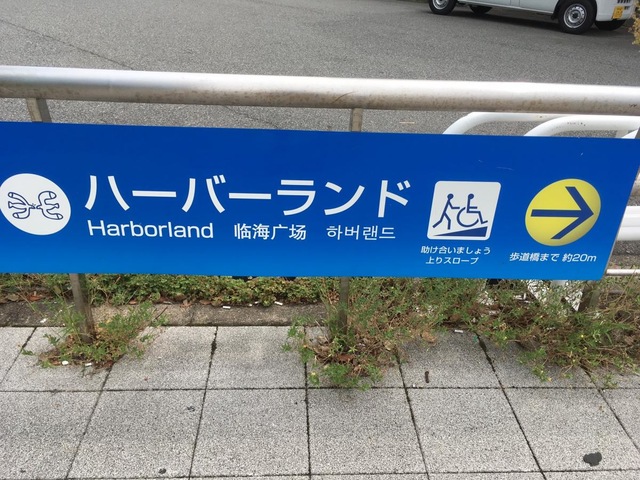 ハーバーランド
Harborland 临海广场 하버랜드
助け合いましょう
上りスロープ
歩道橋まで 約20m